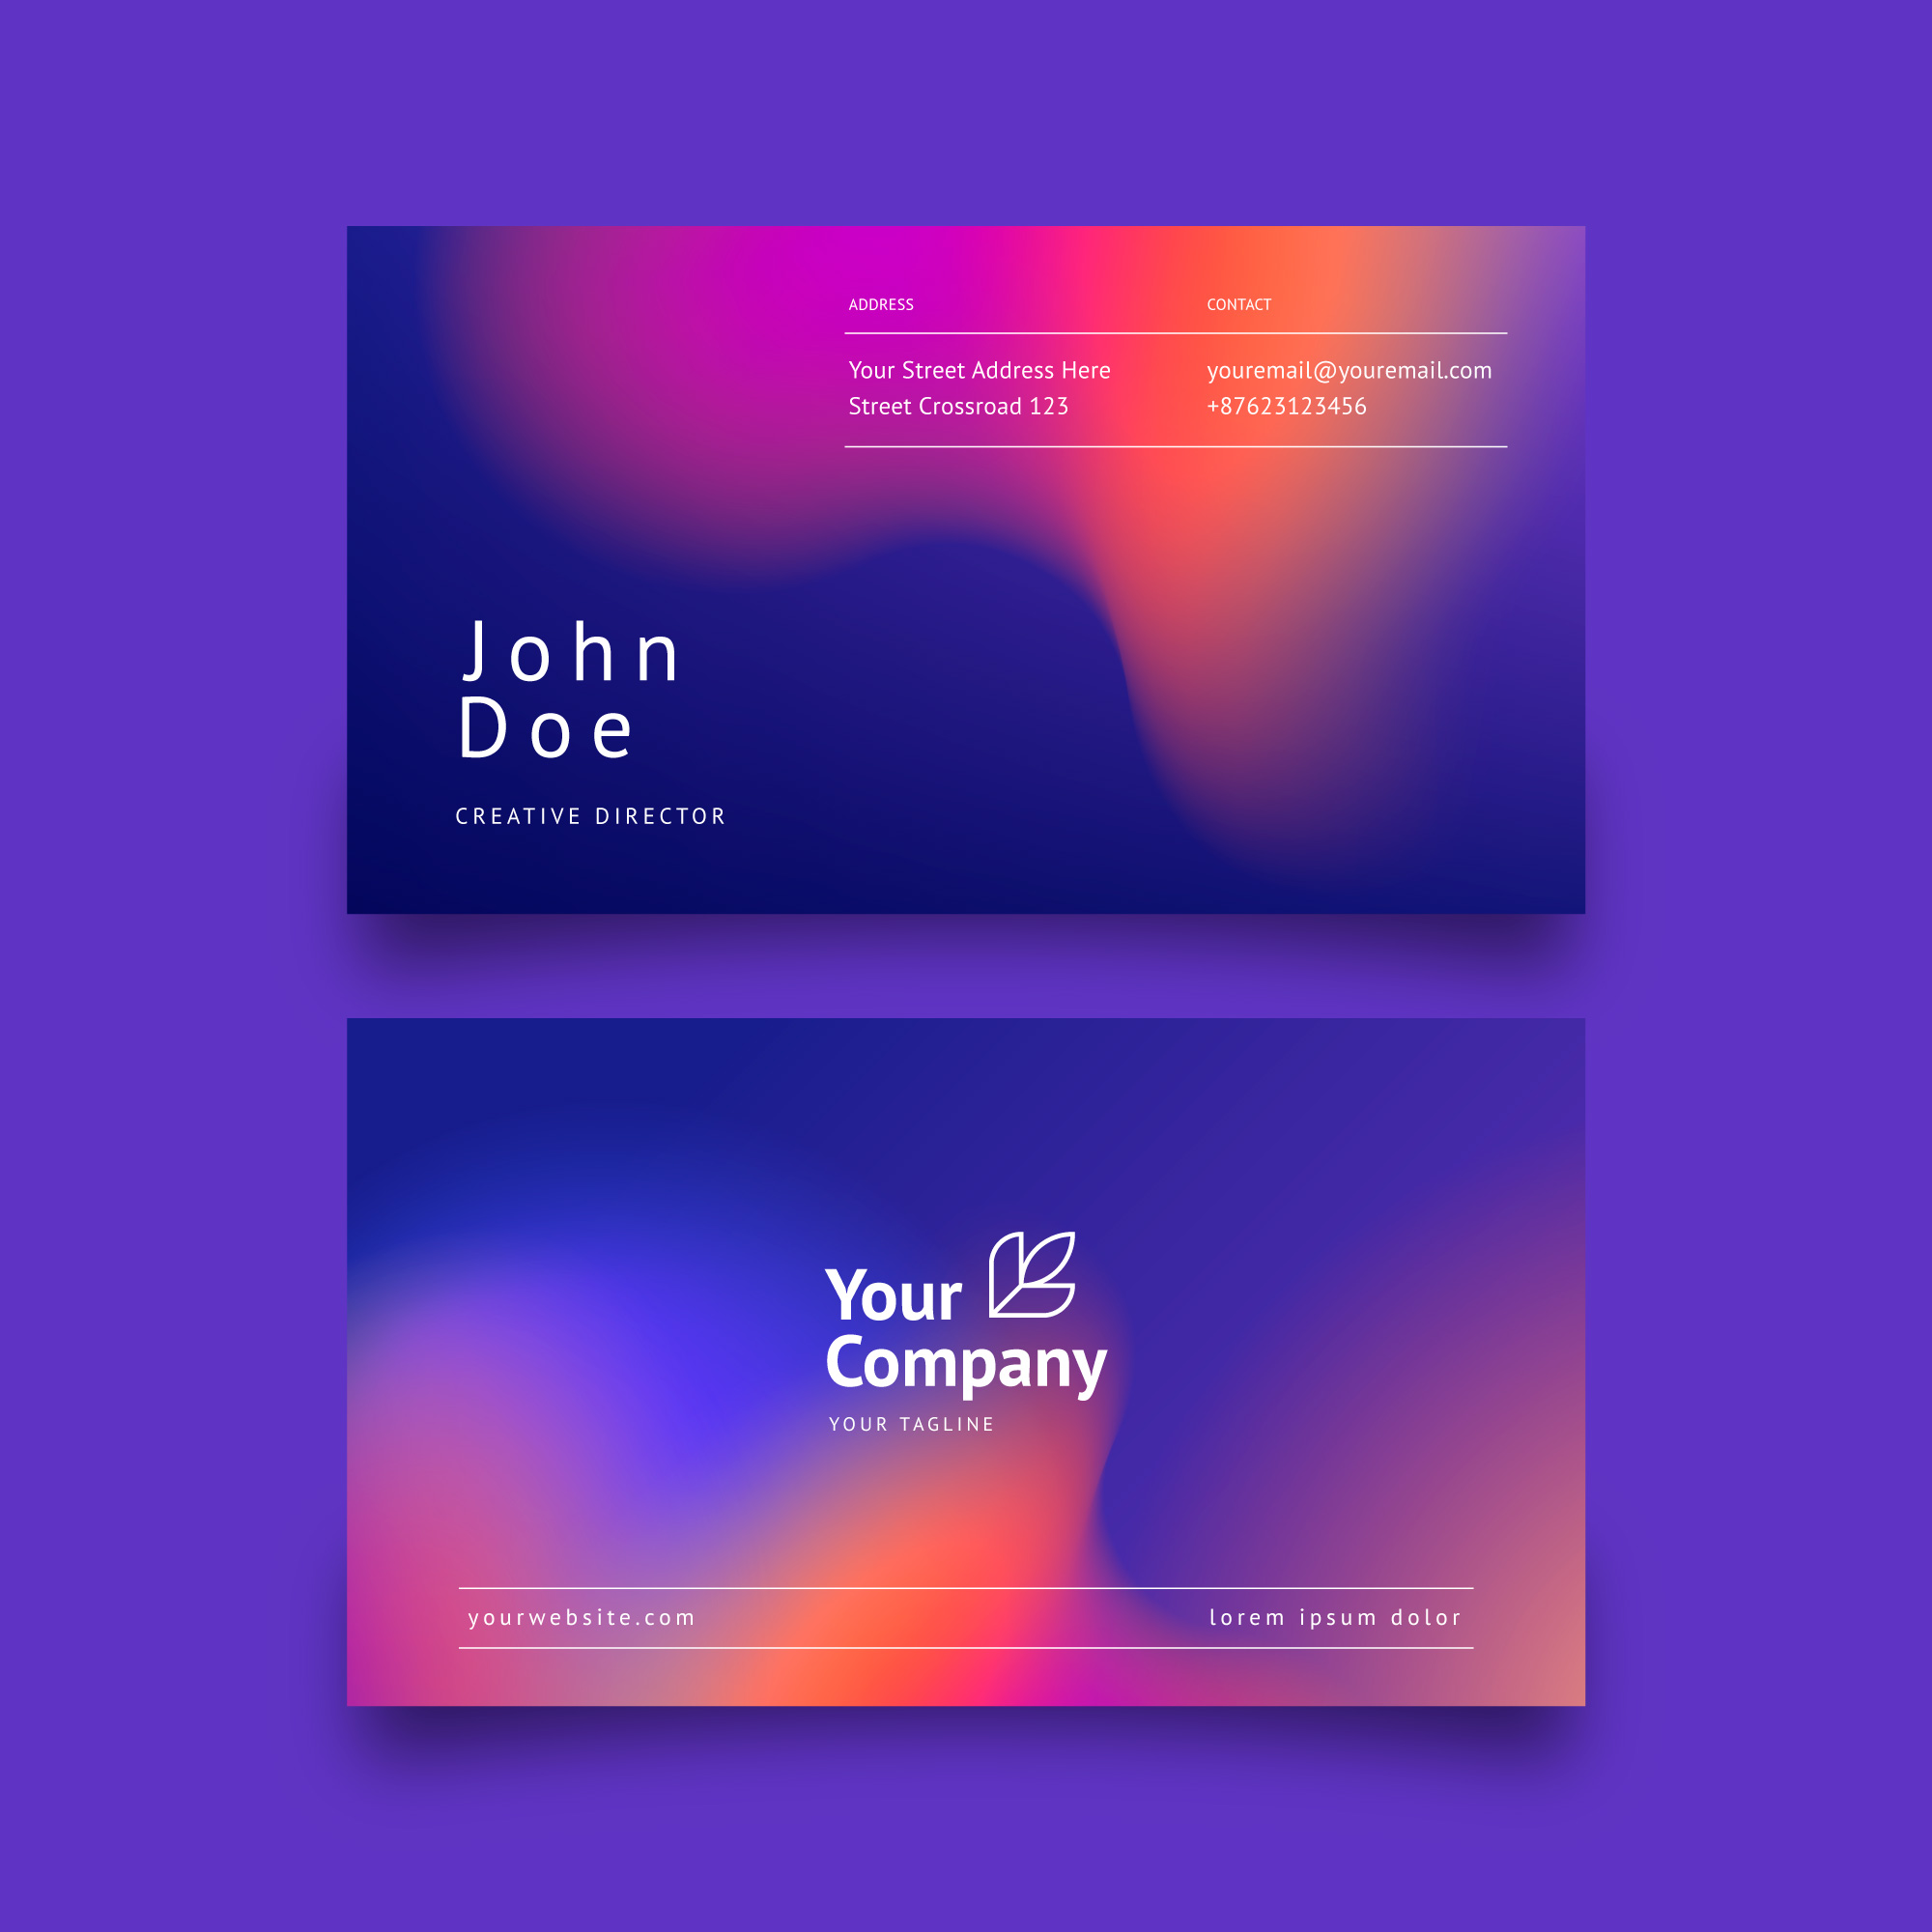 ADDRESS
Your Street Address Here
Street Crossroad 123
CONTACT
youremail@youremail.com
+87623123456
John
Doe
CREATIVE DIRECTOR
Your
Company
YOUR TAGLINE
yourwebsite.com
lorem ipsum dolor